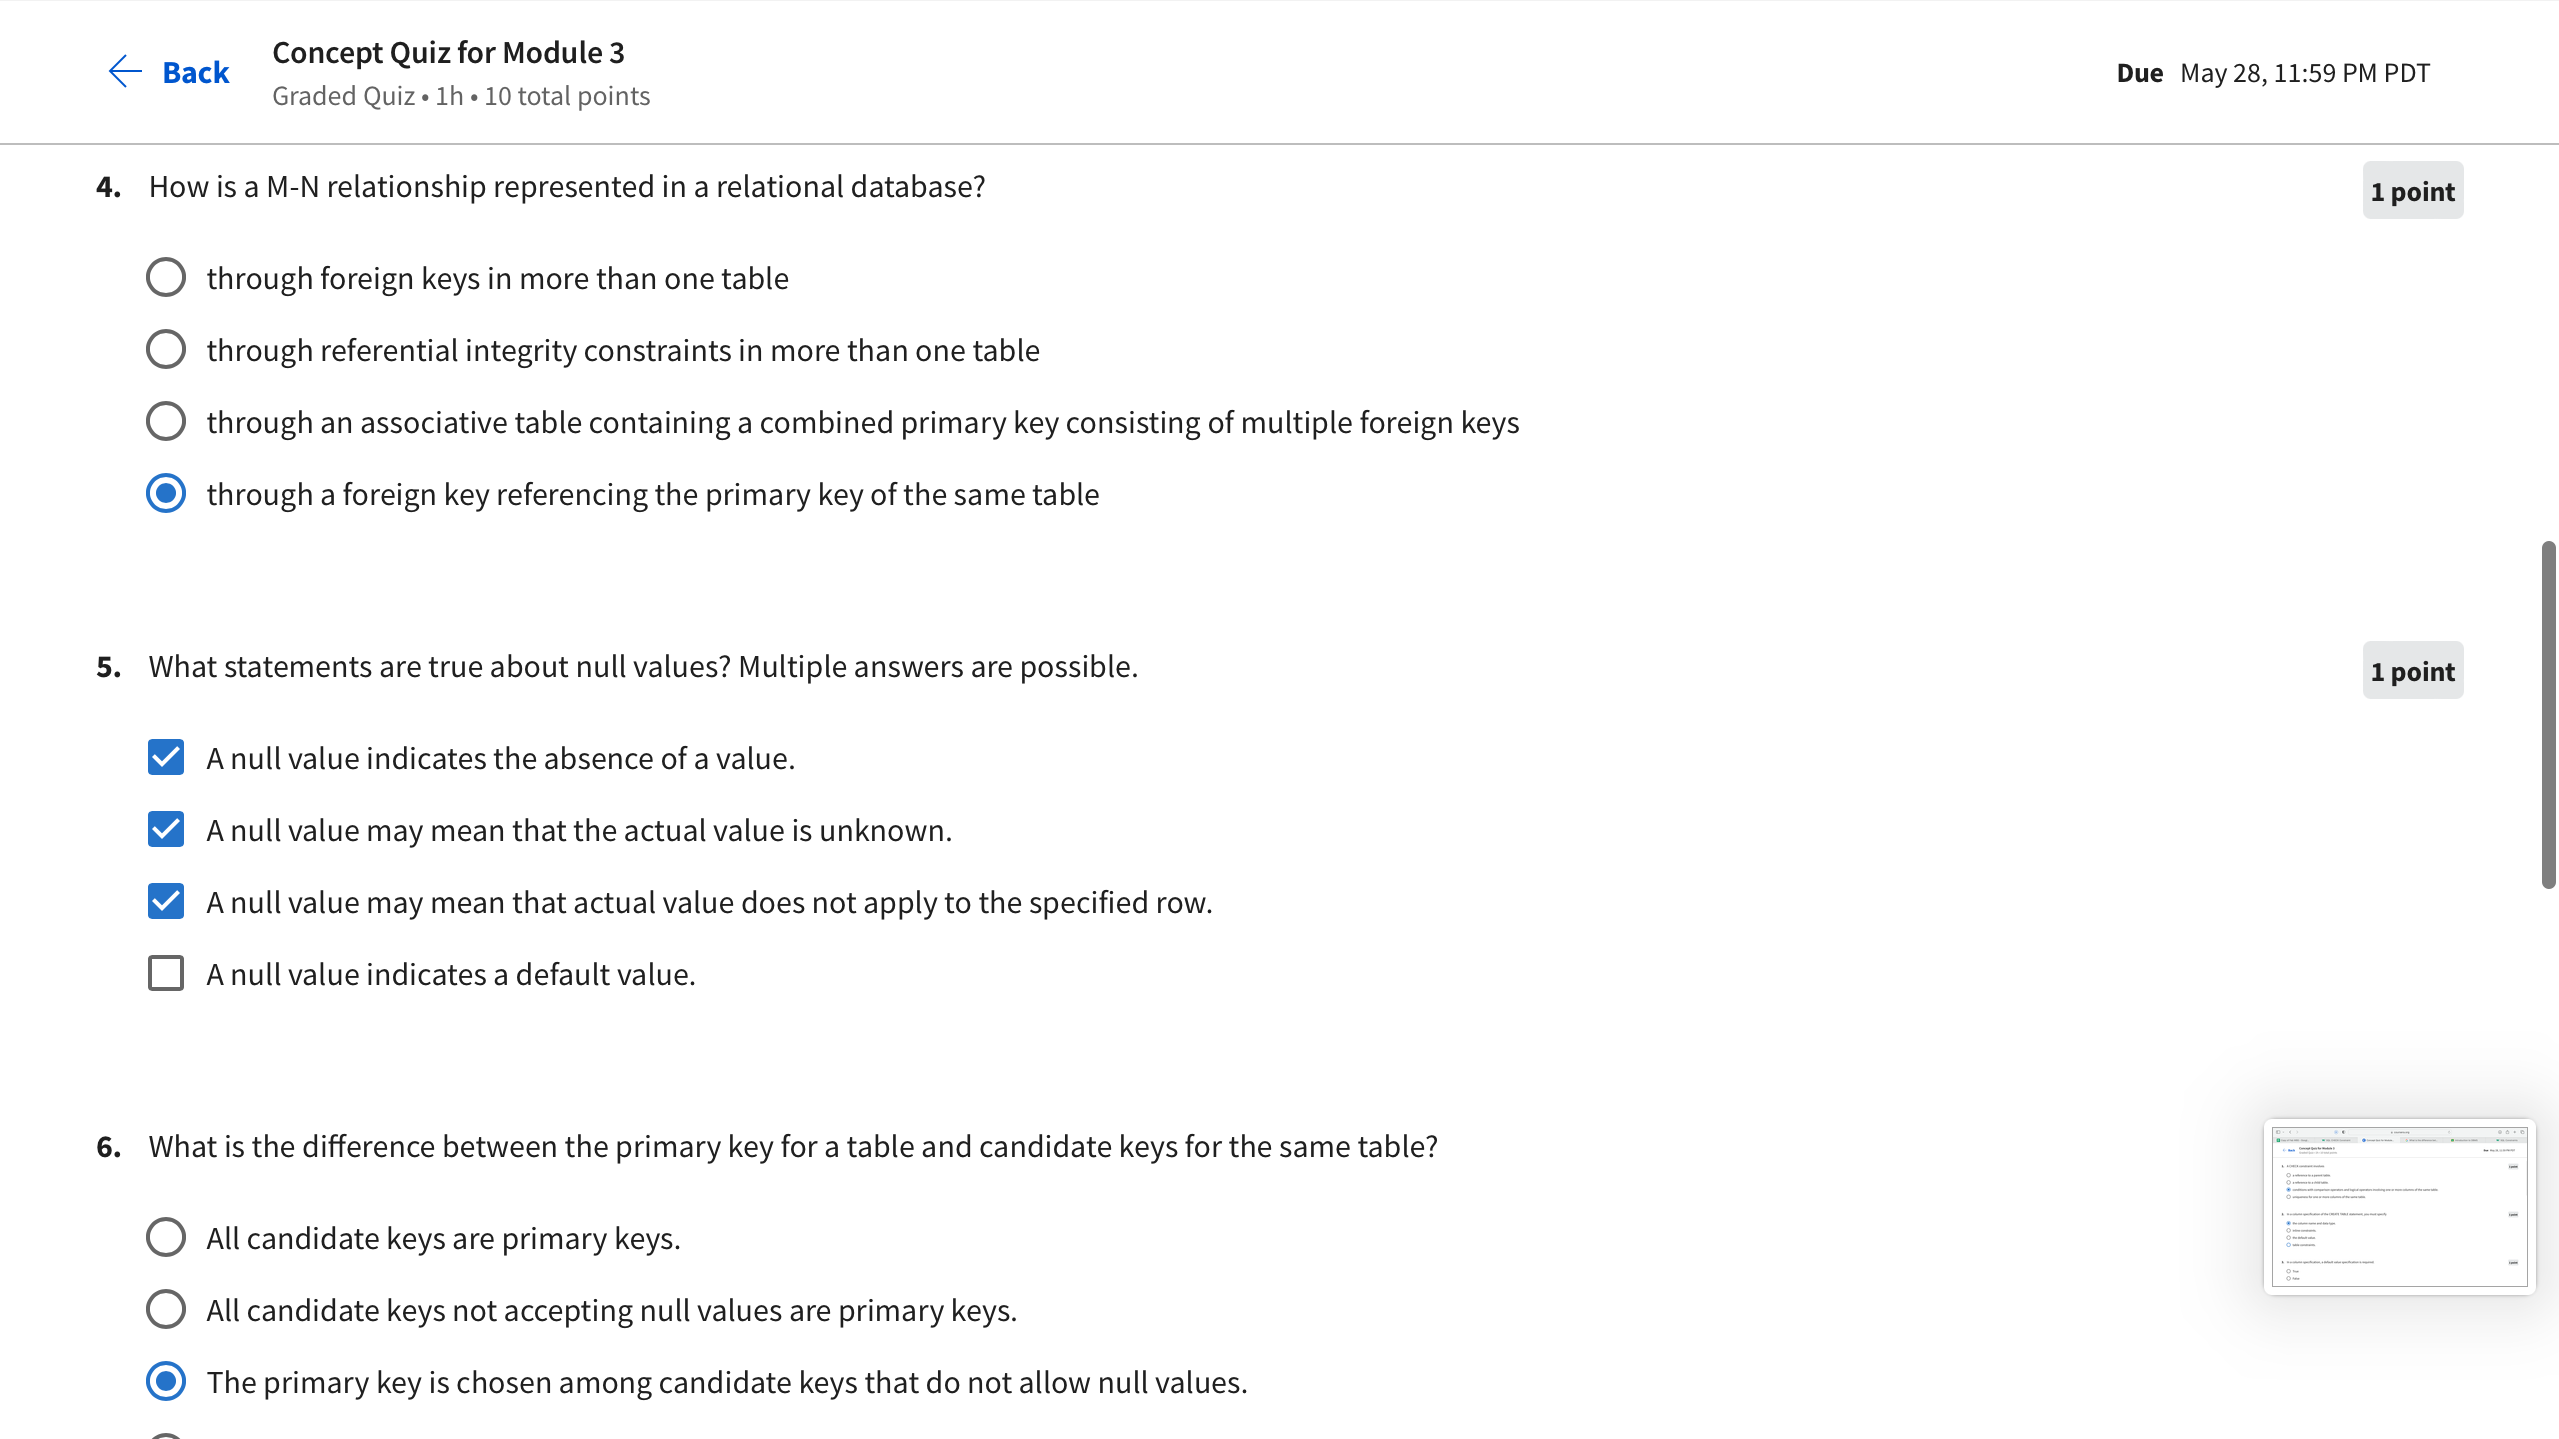 Back
Concept Quiz for Module 3
Graded Quiz • 1h • 10 total points
Due May 28, 11:59 PM PDT
4. How is a M-N relationship represented in a relational database?
1 point
through foreign keys in more than one table
through referential integrity constraints in more than one table
through an associative table containing a combined primary key consisting of multiple foreign keys
through a foreign key referencing the primary key of the same table
5. What statements are true about null values? Multiple answers are possible.
1 point
A null value indicates the absence of a value.
A null value may mean that the actual value is unknown.
A null value may mean that actual value does not apply to the specified row.
A null value indicates a default value.
6. What is the difference between the primary key for a table and candidate keys for the same table?
All candidate keys are primary keys.
All candidate keys not accepting null values are primary keys.
The primary key is chosen among candidate keys that do not allow null values.